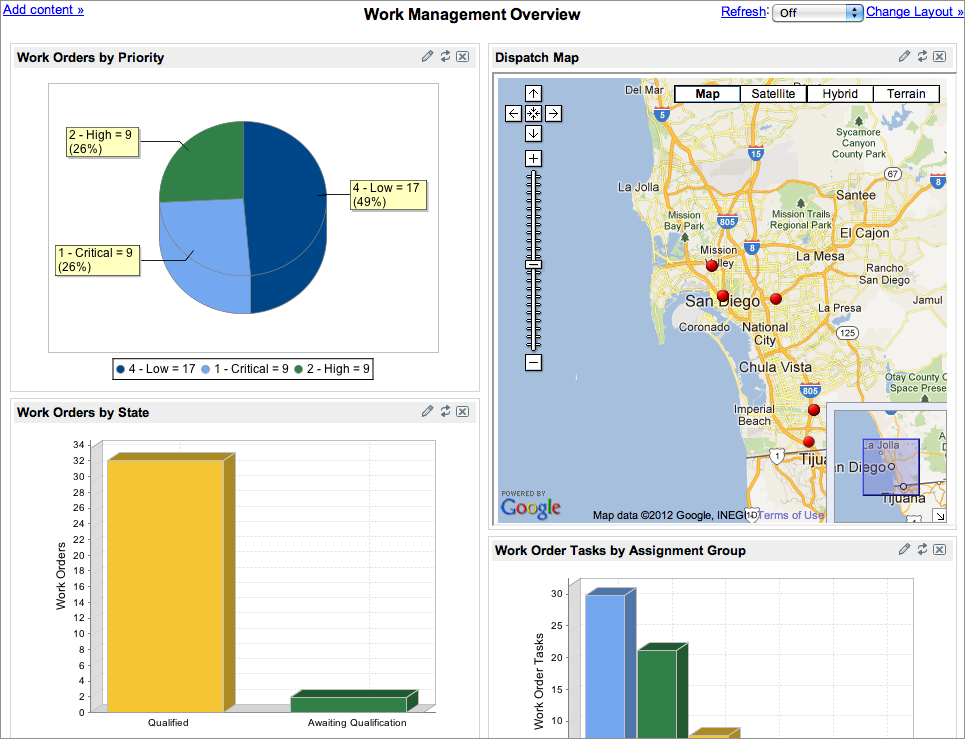 Add content »
Work Management Overview
Refresh: Off Change Layout »
Work Orders by Priority
2 - High = 9
(26%)
4 - Low = 17
(49%)
1 - Critical = 9
(26%)
4 - Low = 17 1 - Critical = 9 2 - High = 9
Work Orders by State
34
32
30
28
26
24
22
20
18
16
14
12
10
8
6
4
2
0
Work Orders
Qualified
Awaiting Qualification
Dispatch Map
Map
Satellite
Hybrid
Terrain
Del Mar
5
15
Sycamore
Canyon
County Park
67
8
La Jolla
Santee
Mission
Bay Park
805
Mission Trails
Regional Park
El Cajon
8
Mission
Valley
La Mesa
Rancho
San Diego
San Diego
Jamul
La Presa
Coronado
National
City
125
Chula Vista
805
Otay County O
Space Prese
Imperial
Beach
1
Tijua
La Jolla
n Diego
Tijuana
POWERED BY
Google
Map data ©2012 Google, INEGI - Terms of Use
Work Order Tasks by Assignment Group
30
25
20
15
10
Work Order Tasks